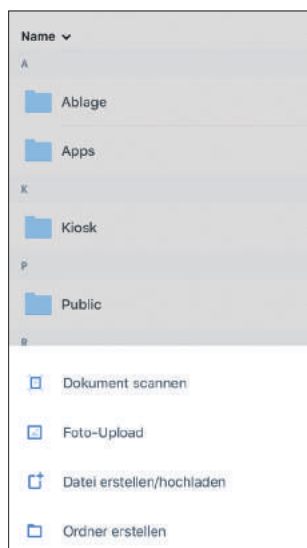 Name
A
Ablage
Apps
K
Kiosk
P
Public
R
Dokument scannen
Foto-Upload
Datei erstellen/hochladen
Ordner erstellen